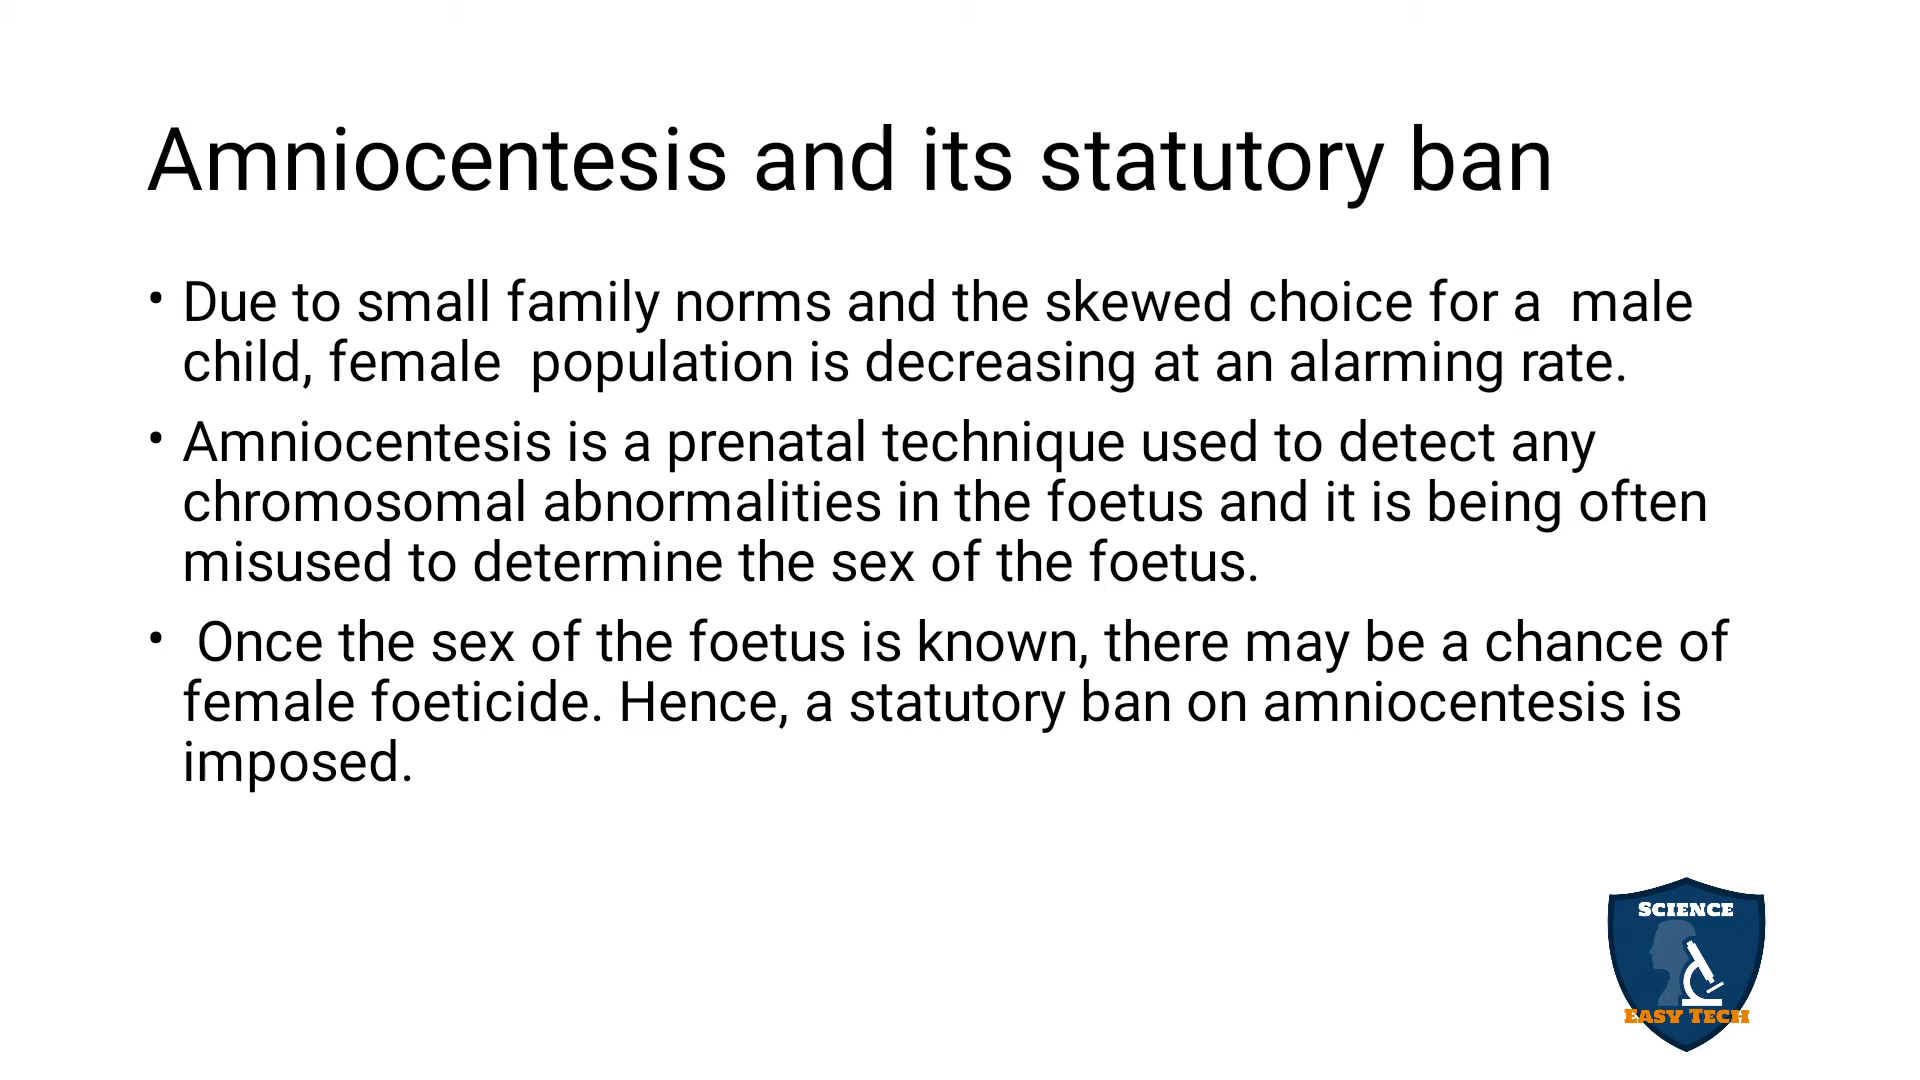 Amniocentesis and its statutory ban
• Due to small family norms and the skewed choice for a  male
child, female  population is decreasing at an alarming rate.
• Amniocentesis is a prenatal technique used to detect any
chromosomal abnormalities in the foetus and it is being often
misused to determine the sex of the foetus.
•  Once the sex of the foetus is known, there may be a chance of
female foeticide. Hence, a statutory ban on amniocentesis is
imposed.
SCIENCE
EASY TECH